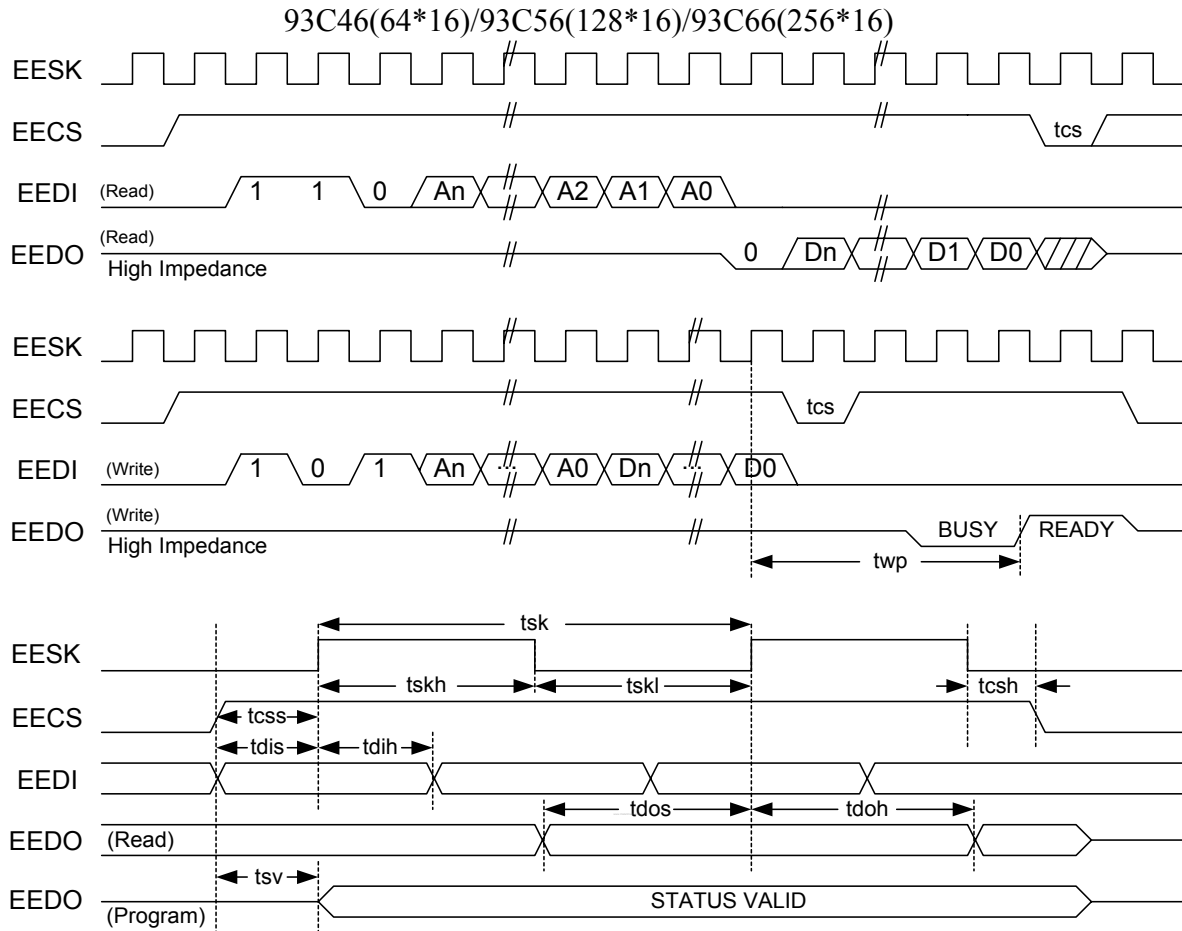 93C46(64*16)/93C56(128*16)/93C66(256*16)
EESK
EECS tcs
EEDI (Read) 1 1 0 An A2 A1 A0
EEDO (Read) High Impedance 0 Dn D1 D0
EESK
EECS tcs
EEDI (Write) 1 0 1 An ... A0 Dn ... D0
EEDO (Write) High Impedance BUSY READY
twp
tsk
EESK
tskh tskl tcsh
EECS tcss
tdis tdih
EEDI
tdos tdoh
EEDO (Read)
tsv
EEDO (Program) STATUS VALID